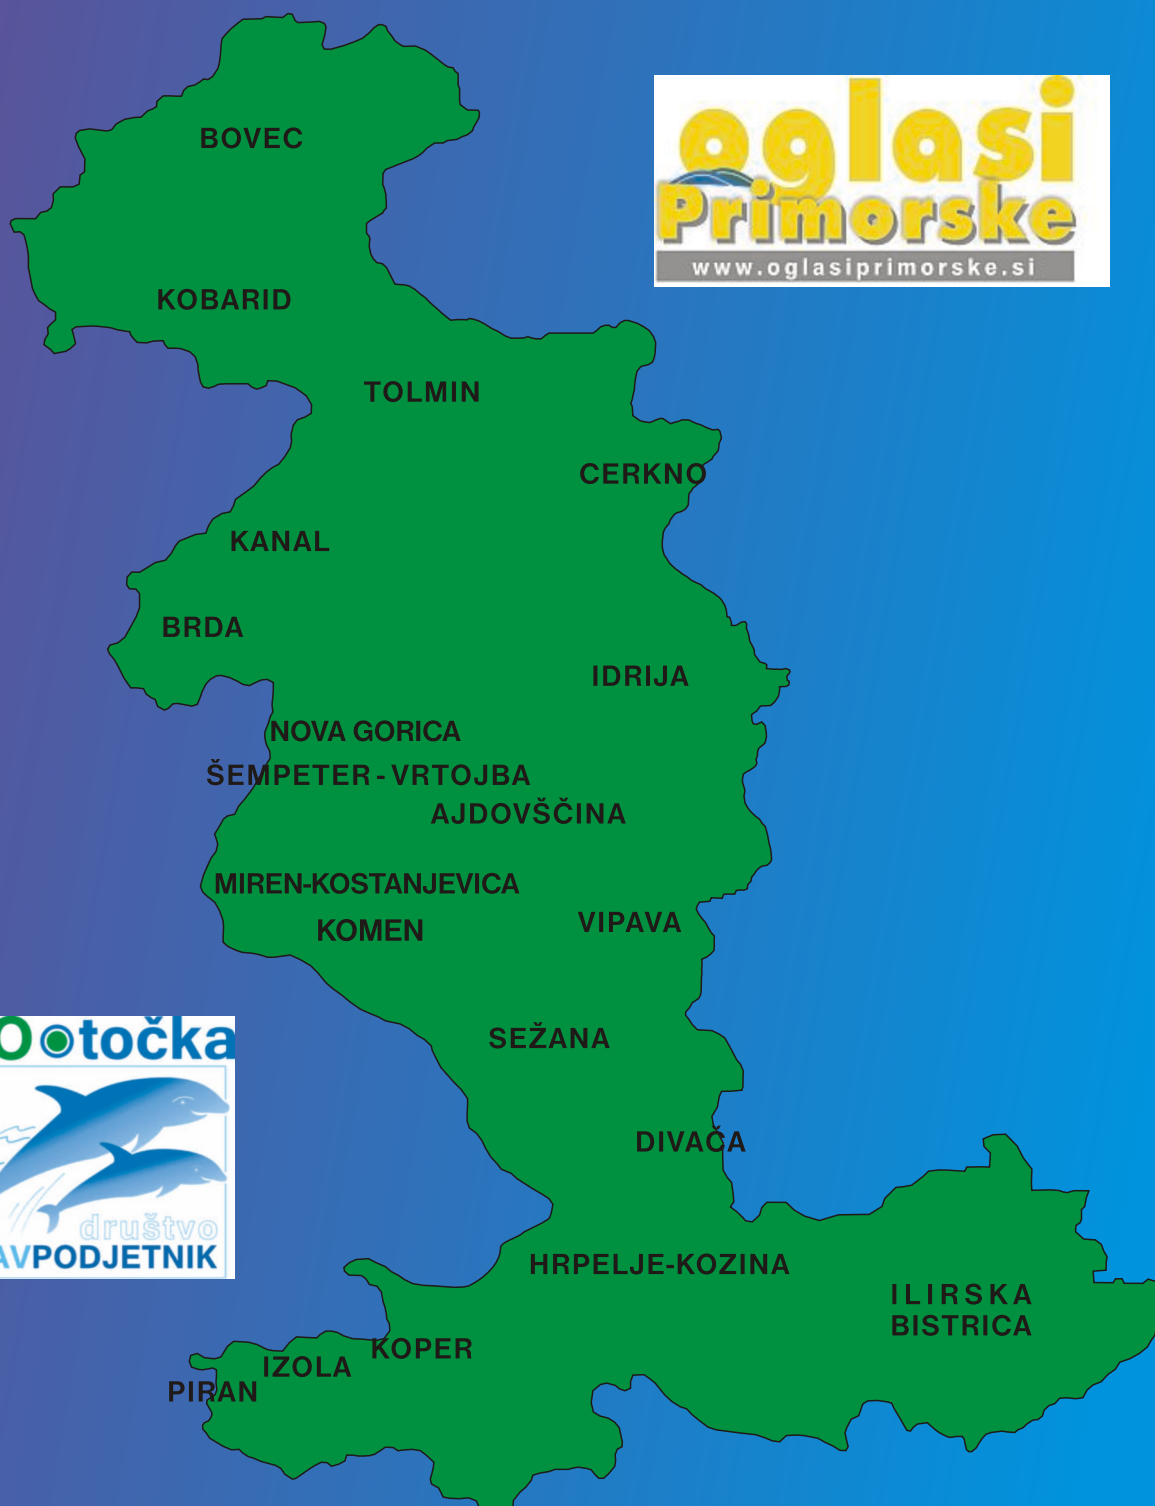 BOVEC
oglasi
Primorske
www.oglasiprimorske.si
KOBARID
TOLMIN
CERKNO
KANAL
BRDA
IDRIJA
NOVA GORICA
ŠEMPETER - VRTOJBA
AJDOVŠČINA
MIREN-KOSTANJEVICA
KOMEN
VIPAVA
SEŽANA
O točka
DIVAČA
društvo
AVPODJETNIK
HRPELJE-KOZINA
ILIRSKA
BISTRICA
KOPER
IZOLA
PIRAN